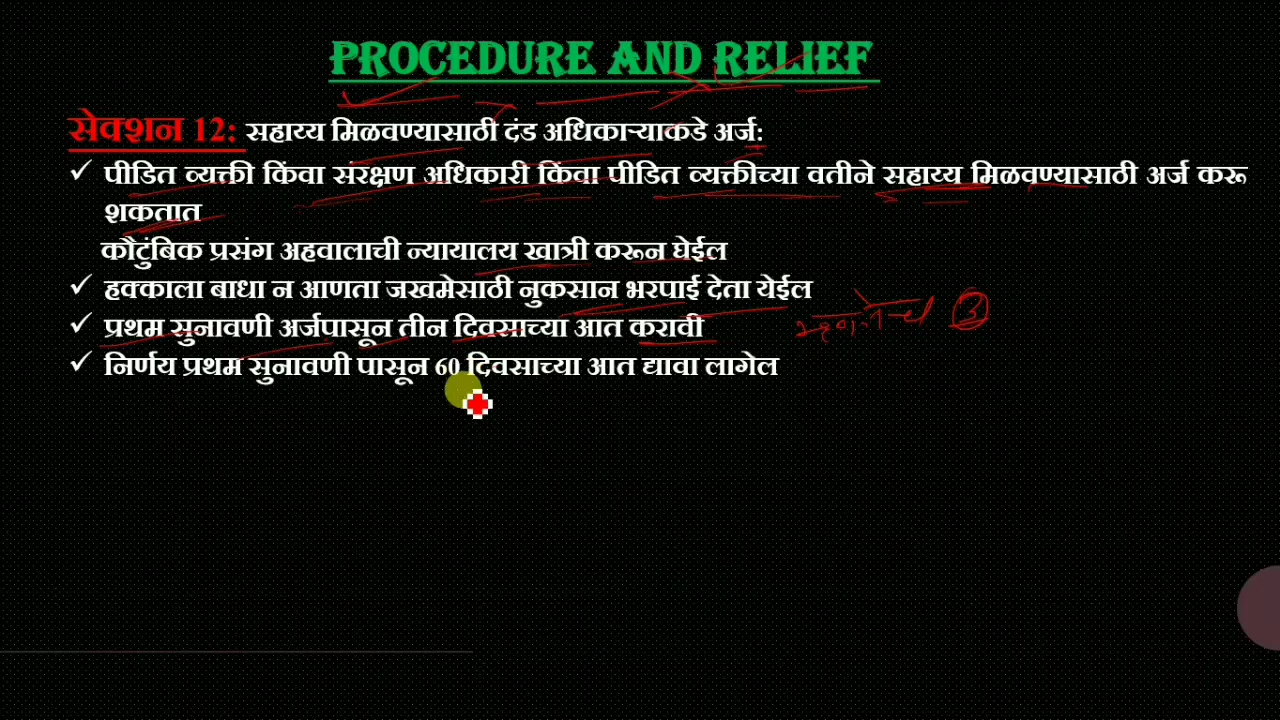 PROCEDURE AND RELIEF
सेक्शन 12: सहाय्य मिळवण्यासाठी दंड अधिकाऱ्याकडे अर्ज:
✓ पीडित व्यक्ती किंवा संरक्षण अधिकारी किंवा पीडित व्यक्तीच्या वतीने सहाय्य मिळवण्यासाठी अर्ज करू
शकतात
कौटुंबिक प्रसंग अहवालाची न्यायालय खात्री करून घेईल
✓ हक्काला बाधा न आणता जखमेसाठी नुकसान भरपाई देता येईल
✓ प्रथम सुनावणी अर्जपासून तीन दिवसाच्या आत करावी
✓ निर्णय प्रथम सुनावणी पासून 60 दिवसाच्या आत द्यावा लागेल